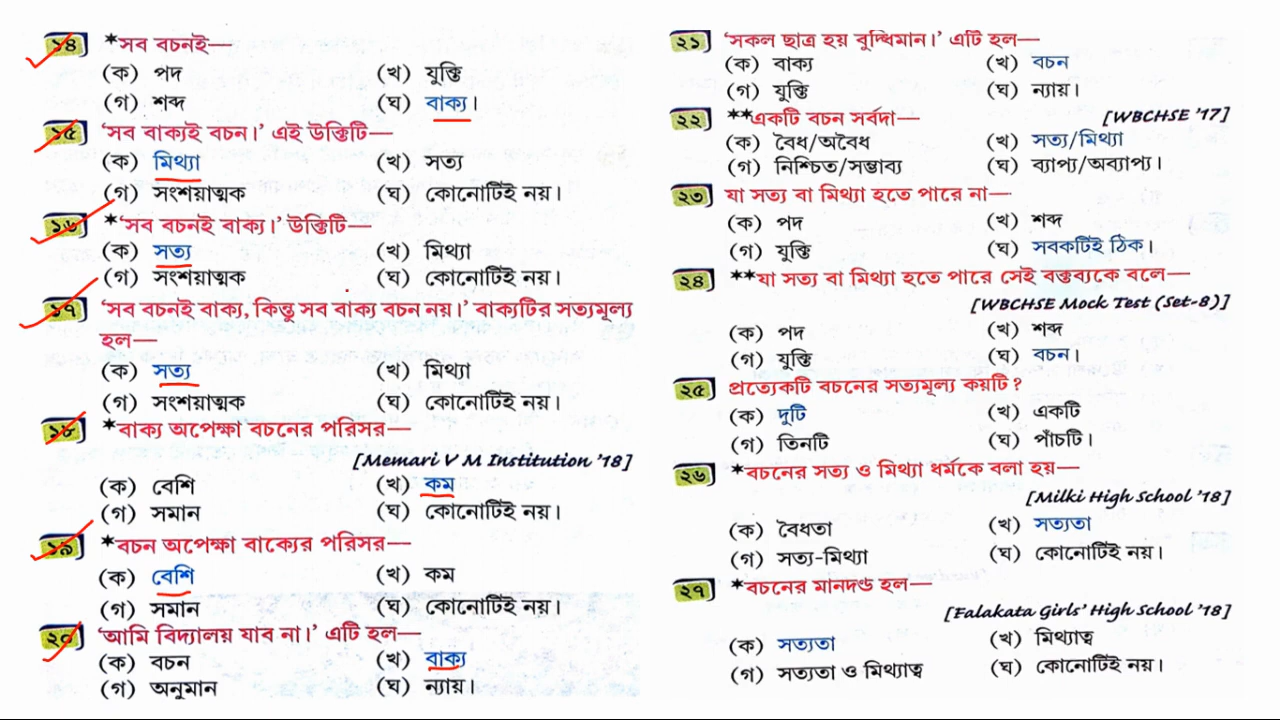 ১৪ *সব বচনই—
(ক) পদ (খ) যুক্তি
(গ) শব্দ (ঘ) বাক্য।
১৫ 'সব বাক্যই বচন।' এই উক্তিটি—
(ক) মিথ্যা (খ) সত্য
(গ) সংশয়াত্মক (ঘ) কোনোটিই নয়।
১৬ *'সব বচনই বাক্য।' উক্তিটি—
(ক) সত্য (খ) মিথ্যা
(গ) সংশয়াত্মক (ঘ) কোনোটিই নয়।
১৭ 'সব বচনই বাক্য, কিন্তু সব বাক্য বচন নয়।' বাক্যটির সত্যমূল্য
হল—
(ক) সত্য (খ) মিথ্যা
(গ) সংশয়াত্মক (ঘ) কোনোটিই নয়।
১৮ *বাক্য অপেক্ষা বচনের পরিসর—
[Memari V M Institution '18]
(ক) বেশি (খ) কম
(গ) সমান (ঘ) কোনোটিই নয়।
১৯ *বচন অপেক্ষা বাক্যের পরিসর—
(ক) বেশি (খ) কম
(গ) সমান (ঘ) কোনোটিই নয়।
২০ 'আমি বিদ্যালয় যাব না।' এটি হল—
(ক) বচন (খ) বাক্য
(গ) অনুমান (ঘ) ন্যায়।
২১ 'সকল ছাত্র হয় বুদ্ধিমান।' এটি হল—
(ক) বাক্য (খ) বচন
(গ) যুক্তি (ঘ) ন্যায়।
২২ **একটি বচন সর্বদা— [WBCHSE '17]
(ক) বৈধ/অবৈধ (খ) সত্য/মিথ্যা
(গ) নিশ্চিত/সম্ভাব্য (ঘ) ব্যাপ্য/অব্যাপ্য।
২৩ যা সত্য বা মিথ্যা হতে পারে না—
(ক) পদ (খ) শব্দ
(গ) যুক্তি (ঘ) সবকটিই ঠিক।
২৪ **যা সত্য বা মিথ্যা হতে পারে সেই বক্তব্যকে বলে—
[WBCHSE Mock Test (Set-8)]
(ক) পদ (খ) শব্দ
(গ) যুক্তি (ঘ) বচন।
২৫ প্রত্যেকটি বচনের সত্যমূল্য কয়টি?
(ক) দুটি (খ) একটি
(গ) তিনটি (ঘ) পাঁচটি।
২৬ *বচনের সত্য ও মিথ্যা ধর্মকে বলা হয়—
[Milki High School '18]
(ক) বৈধতা (খ) সত্যতা
(গ) সত্য-মিথ্যা (ঘ) কোনোটিই নয়।
২৭ *বচনের মানদণ্ড হল—
[Falakata Girls' High School '18]
(ক) সত্যতা (খ) মিথ্যাত্ব
(গ) সত্যতা ও মিথ্যাত্ব (ঘ) কোনোটিই নয়।